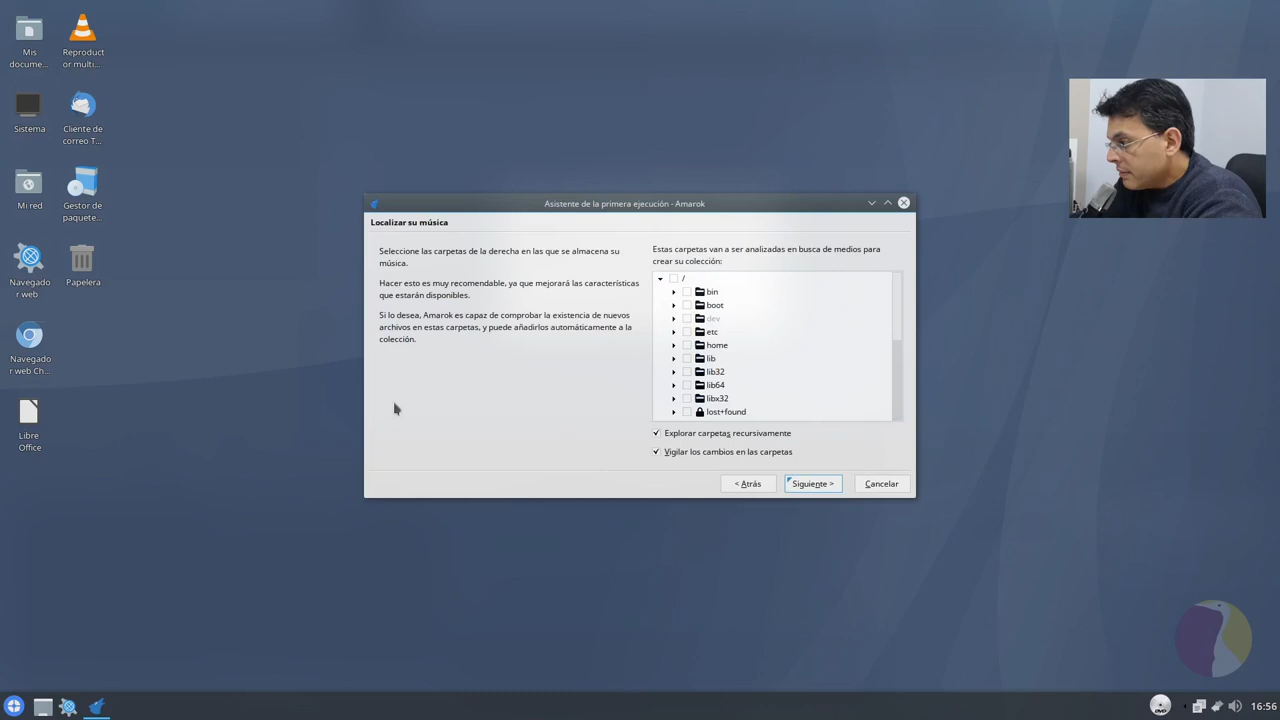 Mis
docume...
Reproduct
or multi...
Sistema
Cliente de
correo T...
Mi red
Gestor de
paquete...
Navegado
r web
Papelera
Navegado
r web Ch...
Libre
Office
Asistente de la primera ejecución - Amarok
Localizar su música
Seleccione las carpetas de la derecha en las que se almacena su
música.
Hacer esto es muy recomendable, ya que mejorará las características
que estarán disponibles.
Si lo desea, Amarok es capaz de comprobar la existencia de nuevos
archivos en estas carpetas, y puede añadirlos automáticamente a la
colección.
Estas carpetas van a ser analizadas en busca de medios para
crear su colección:
/
bin
boot
dev
etc
home
lib
lib32
lib64
libx32
lost+found
Explorar carpetas recursivamente
Vigilar los cambios en las carpetas
< Atrás
Siguiente >
Cancelar
DVD
16:56